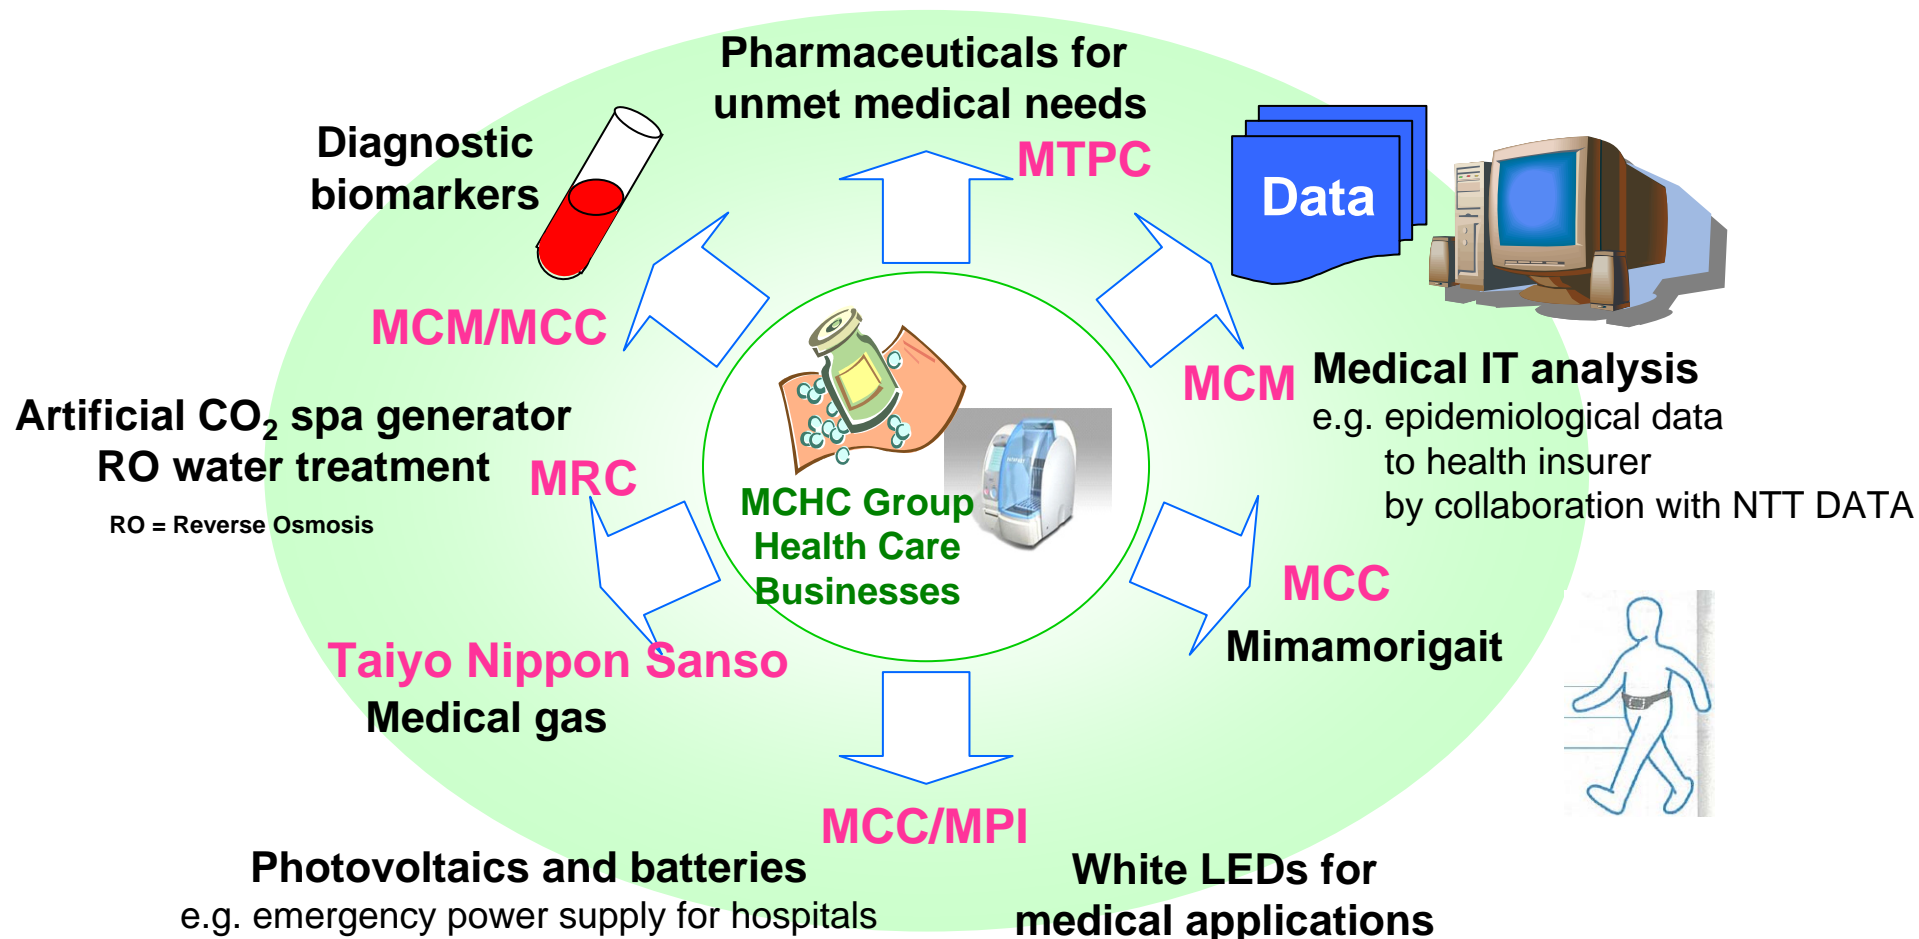 Pharmaceuticals for
unmet medical needs
MTPC
Diagnostic
biomarkers
MCM/MCC
Data
MCM
Medical IT analysis
e.g. epidemiological data
to health insurer
by collaboration with NTT DATA
Artificial CO₂ spa generator
RO water treatment
MRC
RO = Reverse Osmosis
MCHC Group
Health Care
Businesses
MCC
Mimamorigait
Taiyo Nippon Sanso
Medical gas
MCC/MPI
Photovoltaics and batteries
e.g. emergency power supply for hospitals
White LEDs for
medical applications